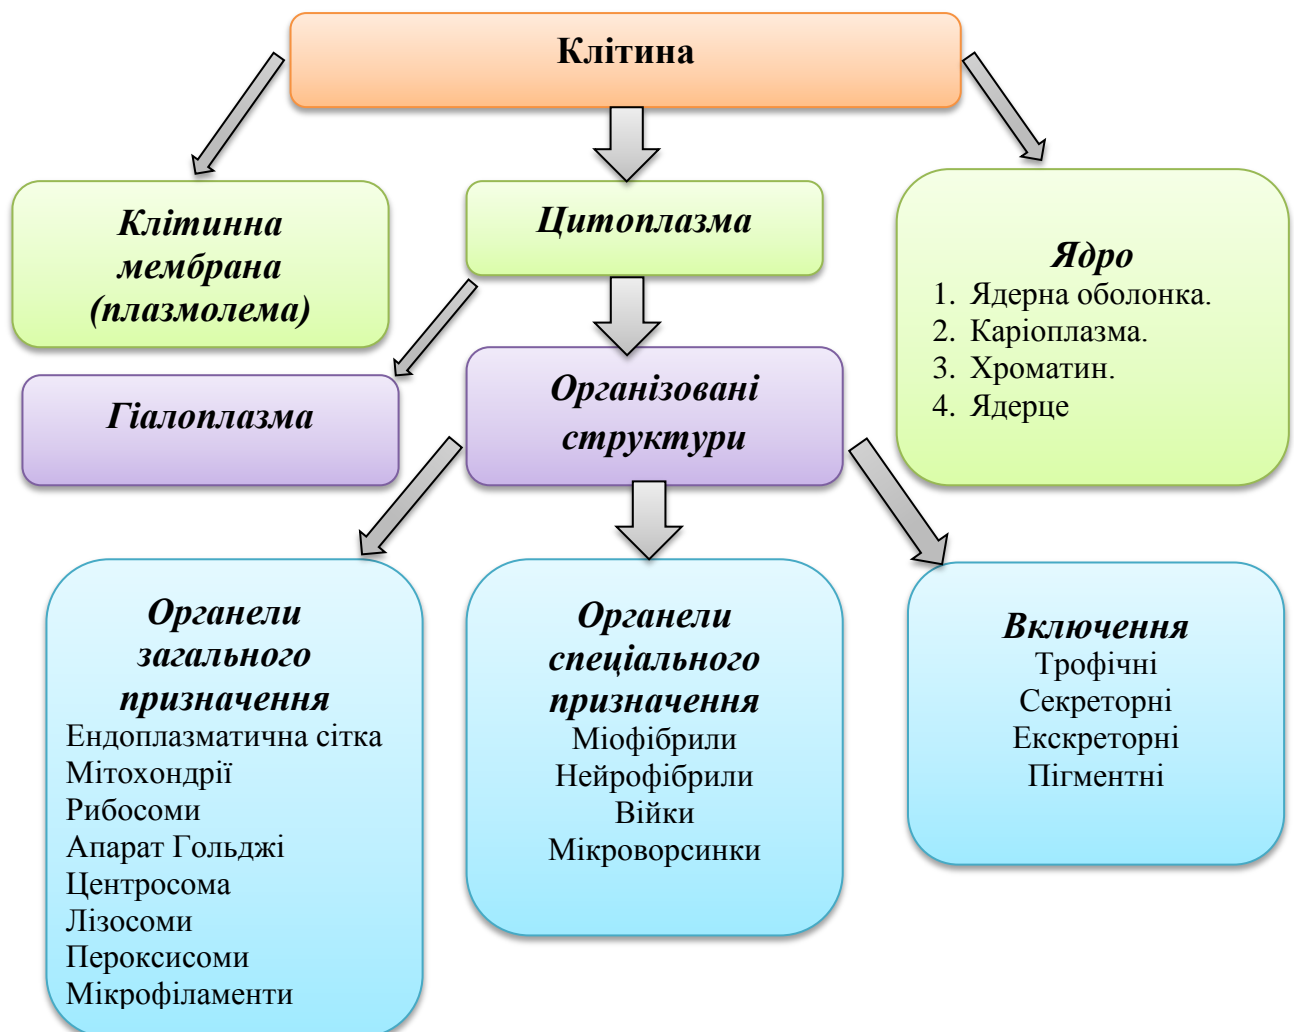 Клітина
Клітинна
мембрана
(плазмолема)
Цитоплазма
Ядро
1. Ядерна оболонка.
2. Каріоплазма.
3. Хроматин.
4. Ядерце
Гіалоплазма
Організовані
структури
Органели
загального
призначення
Ендоплазматична сітка
Мітохондрії
Рибосоми
Апарат Гольджі
Центросома
Лізосоми
Пероксисоми
Мікрофіламенти
Органели
спеціального
призначення
Міофібрили
Нейрофібрили
Війки
Мікроворсинки
Включення
Трофічні
Секреторні
Екскреторні
Пігментні